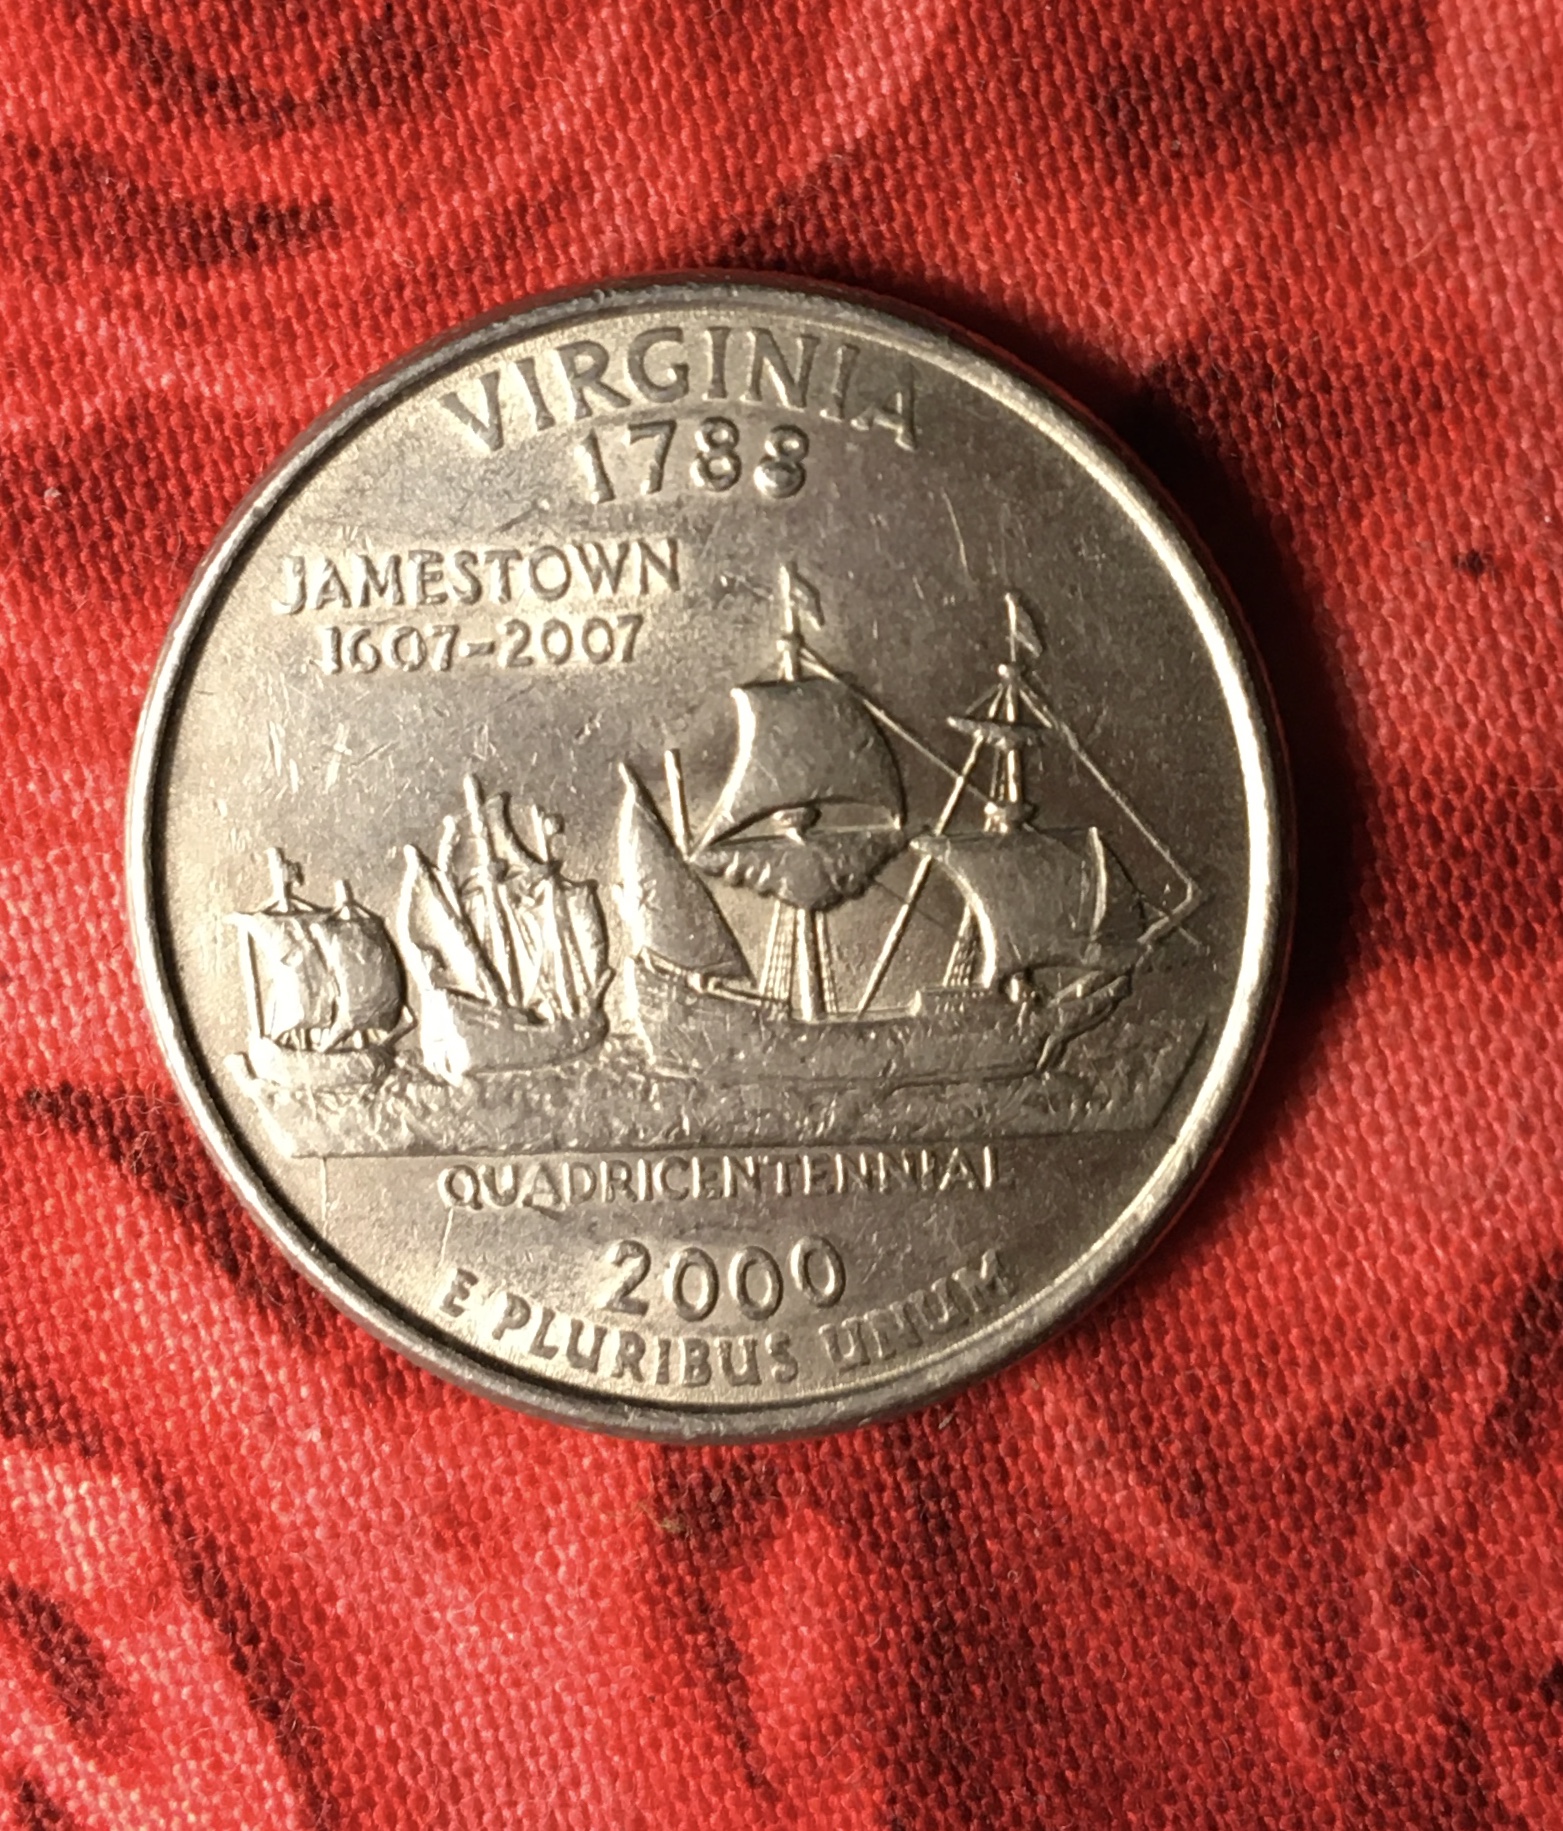 VIRGINIA
1788
JAMESTOWN
1607-2007
QUADRICENTENNIAL
2000
E PLURIBUS UNUM